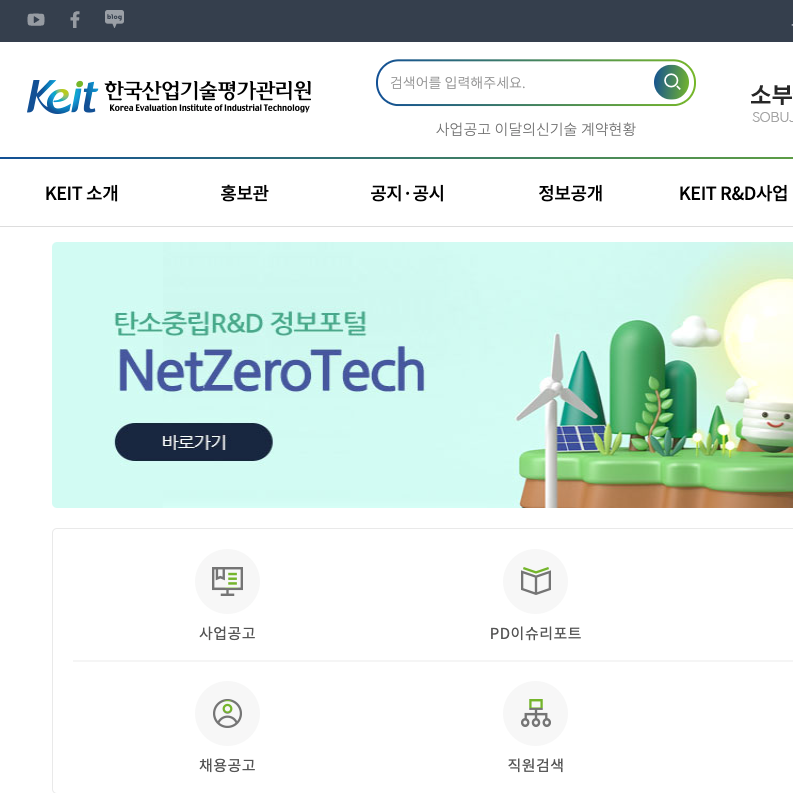 blog
Keit 한국산업기술평가관리원
Korea Evaluation Institute of Industrial Technology
검색어를 입력해주세요.
사업공고 이달의신기술 계약현황
소부
SOBU
KEIT 소개 홍보관 공지·공시 정보공개 KEIT R&D사업
탄소중립R&D 정보포털
NetZeroTech
바로가기
사업공고 PD이슈리포트
채용공고 직원검색